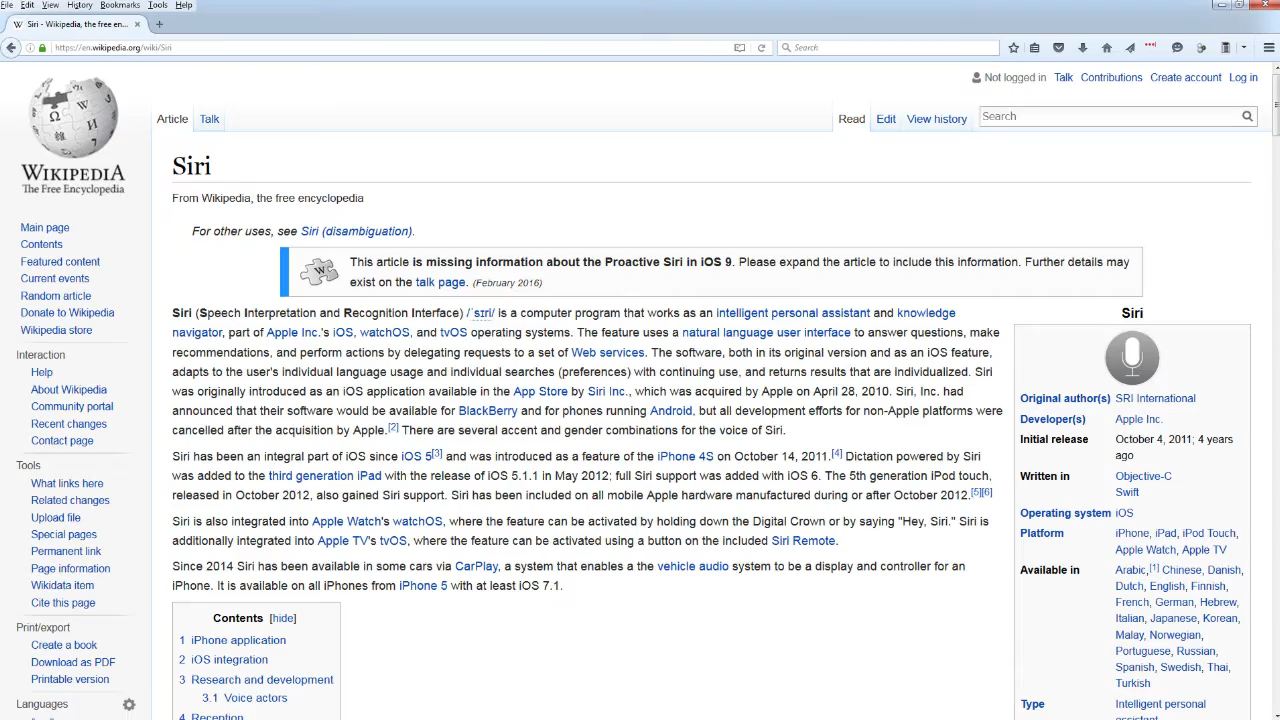 File Edit View History Bookmarks Tools Help
Siri - Wikipedia, the free en...
https://en.wikipedia.org/wiki/Siri
Search
Not logged in Talk Contributions Create account Log in
WIKIPEDIA
The Free Encyclopedia
Main page
Contents
Featured content
Current events
Random article
Donate to Wikipedia
Wikipedia store
Interaction
Help
About Wikipedia
Community portal
Recent changes
Contact page
Tools
What links here
Related changes
Upload file
Special pages
Permanent link
Page information
Wikidata item
Cite this page
Print/export
Create a book
Download as PDF
Printable version
Languages
Article Talk
Read Edit View history
Search
Siri
From Wikipedia, the free encyclopedia
For other uses, see Siri (disambiguation).
This article is missing information about the Proactive Siri in iOS 9. Please expand the article to include this information. Further details may
exist on the talk page. (February 2016)
Siri (Speech Interpretation and Recognition Interface) /ˈsɪri/ is a computer program that works as an intelligent personal assistant and knowledge
navigator, part of Apple Inc.'s iOS, watchOS, and tvOS operating systems. The feature uses a natural language user interface to answer questions, make
recommendations, and perform actions by delegating requests to a set of Web services. The software, both in its original version and as an iOS feature,
adapts to the user's individual language usage and individual searches (preferences) with continuing use, and returns results that are individualized. Siri
was originally introduced as an iOS application available in the App Store by Siri Inc., which was acquired by Apple on April 28, 2010. Siri, Inc. had
announced that their software would be available for BlackBerry and for phones running Android, but all development efforts for non-Apple platforms were
cancelled after the acquisition by Apple.[2] There are several accent and gender combinations for the voice of Siri.
Siri has been an integral part of iOS since iOS 5[3] and was introduced as a feature of the iPhone 4S on October 14, 2011.[4] Dictation powered by Siri
was added to the third generation iPad with the release of iOS 5.1.1 in May 2012; full Siri support was added with iOS 6. The 5th generation iPod touch,
released in October 2012, also gained Siri support. Siri has been included on all mobile Apple hardware manufactured during or after October 2012.[5][6]
Siri is also integrated into Apple Watch's watchOS, where the feature can be activated by holding down the Digital Crown or by saying "Hey, Siri." Siri is
additionally integrated into Apple TV's tvOS, where the feature can be activated using a button on the included Siri Remote.
Since 2014 Siri has been available in some cars via CarPlay, a system that enables a the vehicle audio system to be a display and controller for an
iPhone. It is available on all iPhones from iPhone 5 with at least iOS 7.1.
Contents [hide]
1 iPhone application
2 iOS integration
3 Research and development
3.1 Voice actors
4 Reception
Siri
Original author(s) SRI International
Developer(s) Apple Inc.
Initial release October 4, 2011; 4 years
ago
Written in Objective-C
Swift
Operating system iOS
Platform iPhone, iPad, iPod Touch,
Apple Watch, Apple TV
Available in Arabic,[1] Chinese, Danish,
Dutch, English, Finnish,
French, German, Hebrew,
Italian, Japanese, Korean,
Malay, Norwegian,
Portuguese, Russian,
Spanish, Swedish, Thai,
Turkish
Type Intelligent personal
assistant